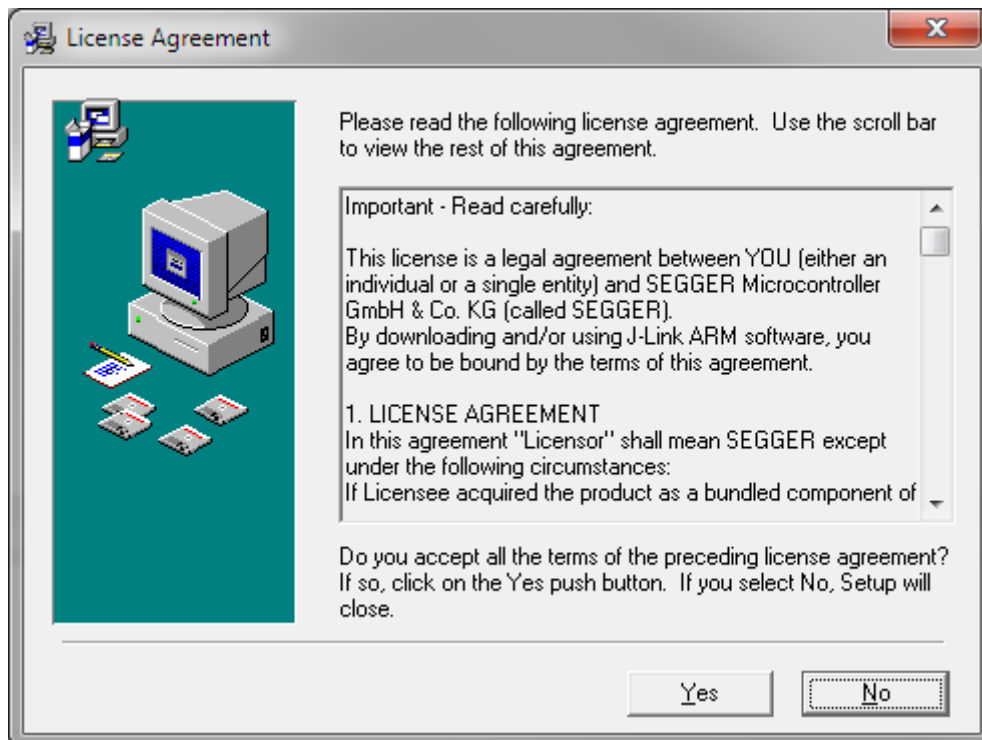 License Agreement
Please read the following license agreement.  Use the scroll bar
to view the rest of this agreement.
Important - Read carefully:
This license is a legal agreement between YOU (either an
individual or a single entity) and SEGGER Microcontroller
GmbH & Co. KG (called SEGGER).
By downloading and/or using J-Link ARM software, you
agree to be bound by the terms of this agreement.
1. LICENSE AGREEMENT
In this agreement "Licensor" shall mean SEGGER except
under the following circumstances:
If Licensee acquired the product as a bundled component of
Do you accept all the terms of the preceding license agreement?
If so, click on the Yes push button.  If you select No, Setup will
close.
Yes
No